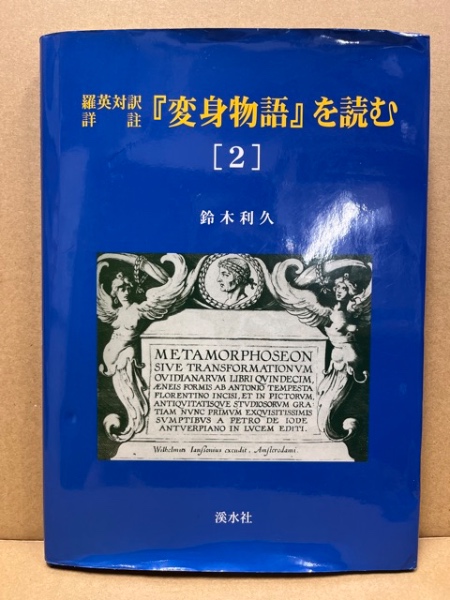 羅英対訳
詳註
『変身物語』を読む
[2]
鈴木利久
METAMORPHOSEON
SIVE TRANSFORMATIONVM
OVIDIANARVM LIBRI QVINDECIM,
ÆNEIS FORMIS AB ANTONIO TEMPESTA
FLORENTINO INCISI, ET IN PICTORVM,
ANTIQVITATISQVE STVDIOSORVM GRA-
TIAM NVNC PRIMVM EXQVISITISSIMIS
SVMPTIBVS A PETRO DE IODE
ANTVERPIANO IN LVCEM EDITI.
Wilhelmus Ianssonius excudit. Amsterodami.
溪水社